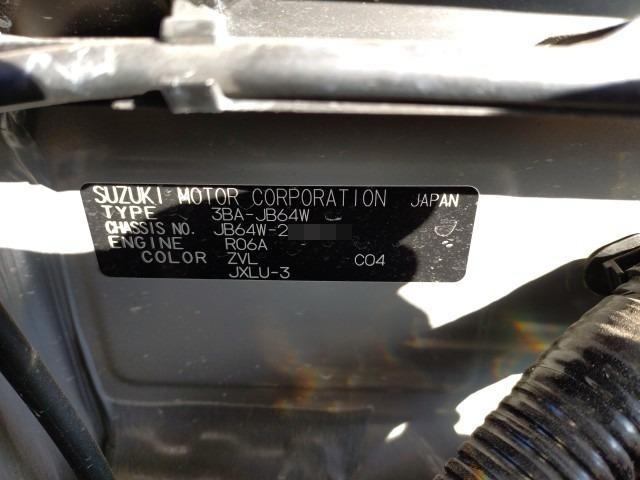 SUZUKI MOTOR CORPORATION JAPAN
TYPE 3BA-JB64W
CHASSIS NO. JB64W-2
ENGINE R06A
COLOR ZVL C04
JXLU-3